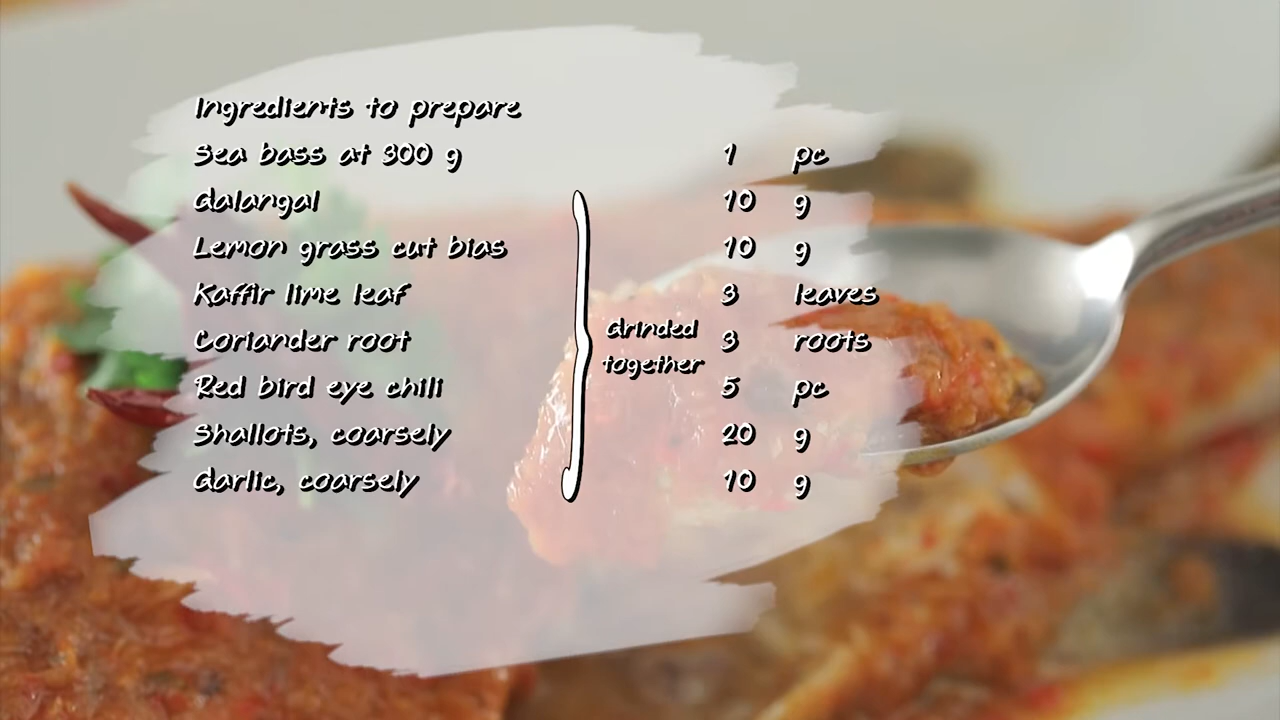 Ingredients to prepare
Sea bass at 300 g 1 pc
Galangal 10 g
Lemon grass cut bias 10 g
Kaffir lime leaf 3 leaves
Coriander root 3 roots
Grinded together
Red bird eye chili 5 pc
Shallots, coarsely 20 g
Garlic, coarsely 10 g